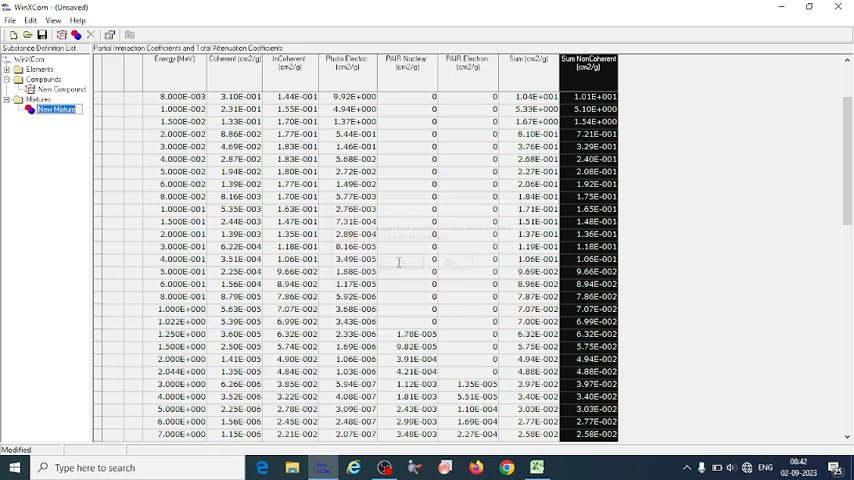 WinXCom - (Unsaved)
File Edit View Help
Substance Definition List
Partial Interaction Coefficients and Total Attenuation Coefficients
WinXCom
Elements
Compounds
New Compound
Mixtures
New Mixture
Energy (MeV) Coherent (cm2/g) InCoherent (cm2/g) Photo Electric (cm2/g) PAIR Nuclear (cm2/g) PAIR Electron (cm2/g) Sum (cm2/g) Sum NonCoherent (cm2/g)
8.000E-003 3.10E-001 1.44E-001 9.92E+000 0 0 1.04E+001 1.01E+001
1.000E-002 2.31E-001 1.55E-001 4.94E+000 0 0 5.33E+000 5.10E+000
1.500E-002 1.33E-001 1.70E-001 1.37E+000 0 0 1.67E+000 1.54E+000
2.000E-002 8.86E-002 1.77E-001 5.44E-001 0 0 8.10E-001 7.21E-001
3.000E-002 4.69E-002 1.83E-001 1.46E-001 0 0 3.76E-001 3.29E-001
4.000E-002 2.87E-002 1.83E-001 5.68E-002 0 0 2.68E-001 2.40E-001
5.000E-002 1.94E-002 1.80E-001 2.72E-002 0 0 2.27E-001 2.08E-001
6.000E-002 1.39E-002 1.77E-001 1.49E-002 0 0 2.06E-001 1.92E-001
8.000E-002 8.16E-003 1.70E-001 5.77E-003 0 0 1.84E-001 1.75E-001
1.000E-001 5.35E-003 1.63E-001 2.76E-003 0 0 1.71E-001 1.65E-001
1.500E-001 2.44E-003 1.47E-001 7.31E-004 0 0 1.51E-001 1.48E-001
2.000E-001 1.39E-003 1.35E-001 2.89E-004 0 0 1.37E-001 1.36E-001
3.000E-001 6.22E-004 1.18E-001 8.16E-005 0 0 1.19E-001 1.18E-001
4.000E-001 3.51E-004 1.06E-001 3.49E-005 0 0 1.06E-001 1.06E-001
5.000E-001 2.25E-004 9.66E-002 1.88E-005 0 0 9.69E-002 9.66E-002
6.000E-001 1.56E-004 8.94E-002 1.17E-005 0 0 8.96E-002 8.94E-002
8.000E-001 8.79E-005 7.86E-002 5.92E-006 0 0 7.87E-002 7.86E-002
1.000E+000 5.63E-005 7.07E-002 3.68E-006 0 0 7.07E-002 7.07E-002
1.022E+000 5.39E-005 6.99E-002 3.43E-006 0 0 7.00E-002 6.99E-002
1.250E+000 3.60E-005 6.32E-002 2.33E-006 1.78E-005 0 6.32E-002 6.32E-002
1.500E+000 2.50E-005 5.74E-002 1.69E-006 9.82E-005 0 5.75E-002 5.75E-002
2.000E+000 1.41E-005 4.90E-002 1.06E-006 3.91E-004 0 4.94E-002 4.94E-002
2.044E+000 1.35E-005 4.84E-002 1.03E-006 4.21E-004 0 4.88E-002 4.88E-002
3.000E+000 6.26E-006 3.85E-002 5.94E-007 1.12E-003 1.35E-005 3.97E-002 3.97E-002
4.000E+000 3.52E-006 3.22E-002 4.08E-007 1.81E-003 5.51E-005 3.40E-002 3.40E-002
5.000E+000 2.25E-006 2.78E-002 3.09E-007 2.43E-003 1.10E-004 3.03E-002 3.03E-002
6.000E+000 1.56E-006 2.45E-002 2.48E-007 2.99E-003 1.69E-004 2.77E-002 2.77E-002
7.000E+000 1.15E-006 2.21E-002 2.07E-007 3.48E-003 2.27E-004 2.58E-002 2.58E-002
Modified
Type here to search
ENG
08:42
02-09-2023
25